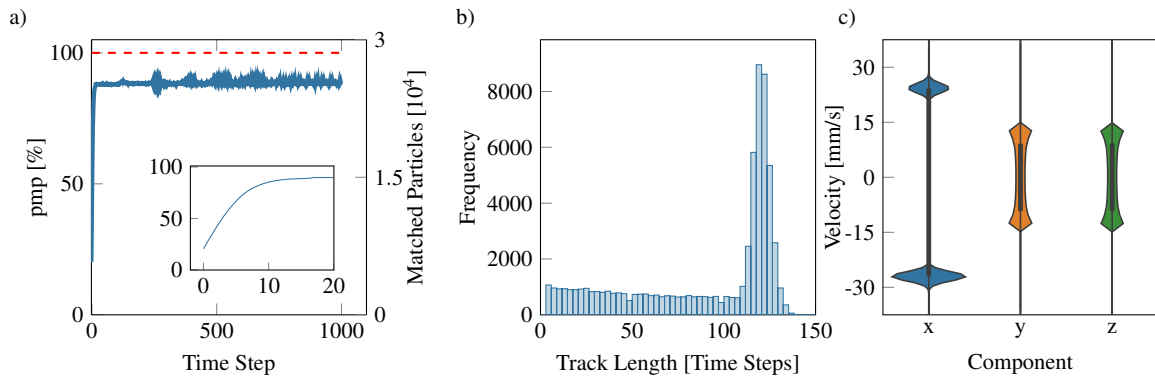 a)
100
50
0
pmp [%]
0
500
1000
Time Step
3
1.5
0
Matched Particles [10^4]
100
50
0
0
10
20
b)
8000
6000
4000
2000
0
Frequency
0
50
100
150
Track Length [Time Steps]
c)
30
15
0
-15
-30
Velocity [mm/s]
x
y
z
Component